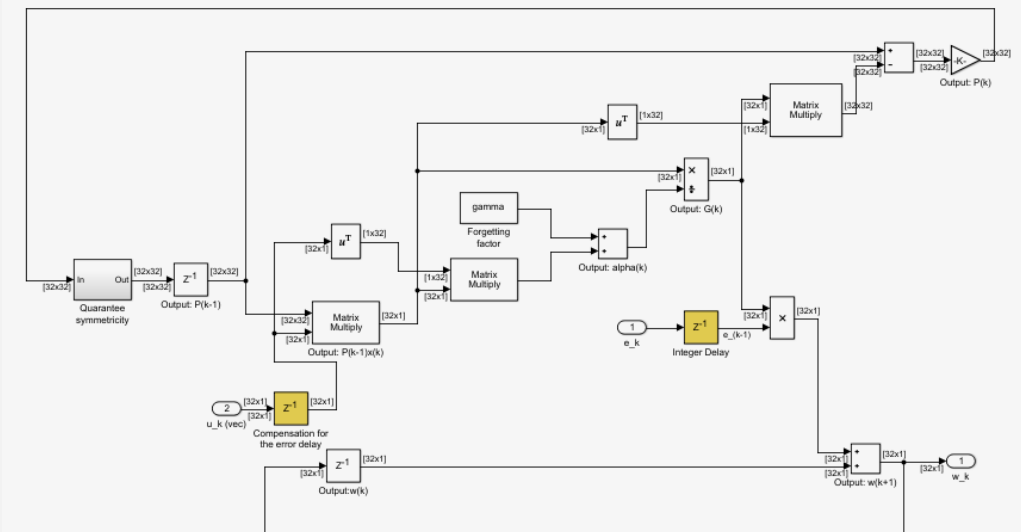 [32x32]
[32x32]
+
−
[32x32]
[32x32]
[32x32]
-K-
[32x32]
Output: P(k)
[32x1]
uT
[1x32]
[32x1]
[1x32]
Matrix
Multiply
[32x32]
[32x1]
×
÷
[32x1]
Output: G(k)
gamma
Forgetting
factor
+
+
Output: alpha(k)
[32x1]
uT
[1x32]
[1x32]
[32x1]
Matrix
Multiply
[32x32]
In
Out
Quarantee
symmetricity
[32x32]
[32x32]
Z-1
[32x32]
Output: P(k-1)
[32x32]
[32x1]
Matrix
Multiply
[32x1]
Output: P(k-1)x(k)
1
e_k
Z-1
Integer Delay
e_(k-1)
[32x1]
×
[32x1]
2
u_k (vec)
[32x1]
[32x1]
Z-1
[32x1]
Compensation for
the error delay
[32x1]
Z-1
[32x1]
Output:w(k)
[32x1]
[32x1]
+
+
[32x1]
Output: w(k+1)
[32x1]
1
w_k